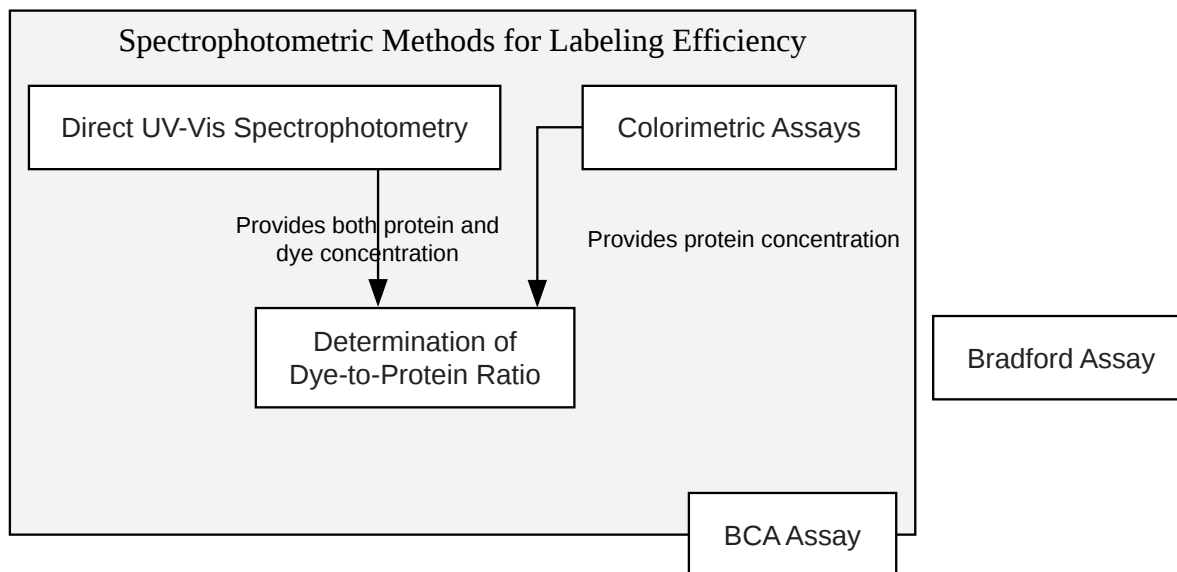 Spectrophotometric Methods for Labeling Efficiency
Direct UV-Vis Spectrophotometry
Colorimetric Assays
Provides both protein and
dye concentration
Provides protein concentration
Determination of
Dye-to-Protein Ratio
Bradford Assay
BCA Assay